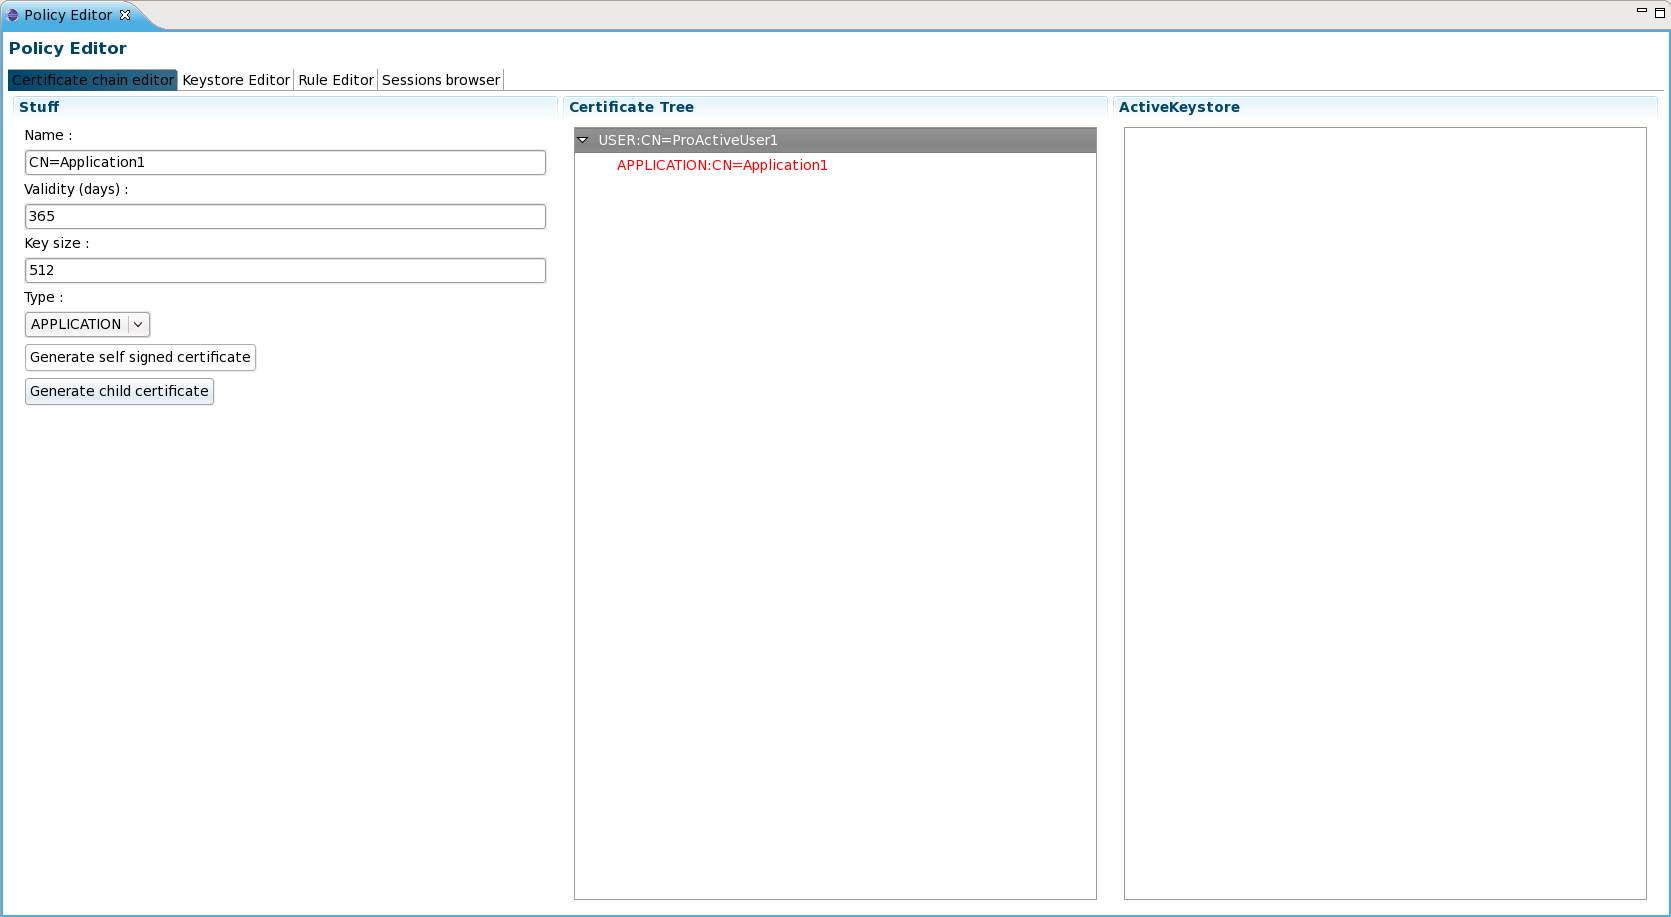 Policy Editor
Policy Editor
Certificate chain editor Keystore Editor Rule Editor Sessions browser
Stuff
Name :
CN=Application1
Validity (days) :
365
Key size :
512
Type :
APPLICATION
Generate self signed certificate
Generate child certificate
Certificate Tree
USER:CN=ProActiveUser1
APPLICATION:CN=Application1
ActiveKeystore